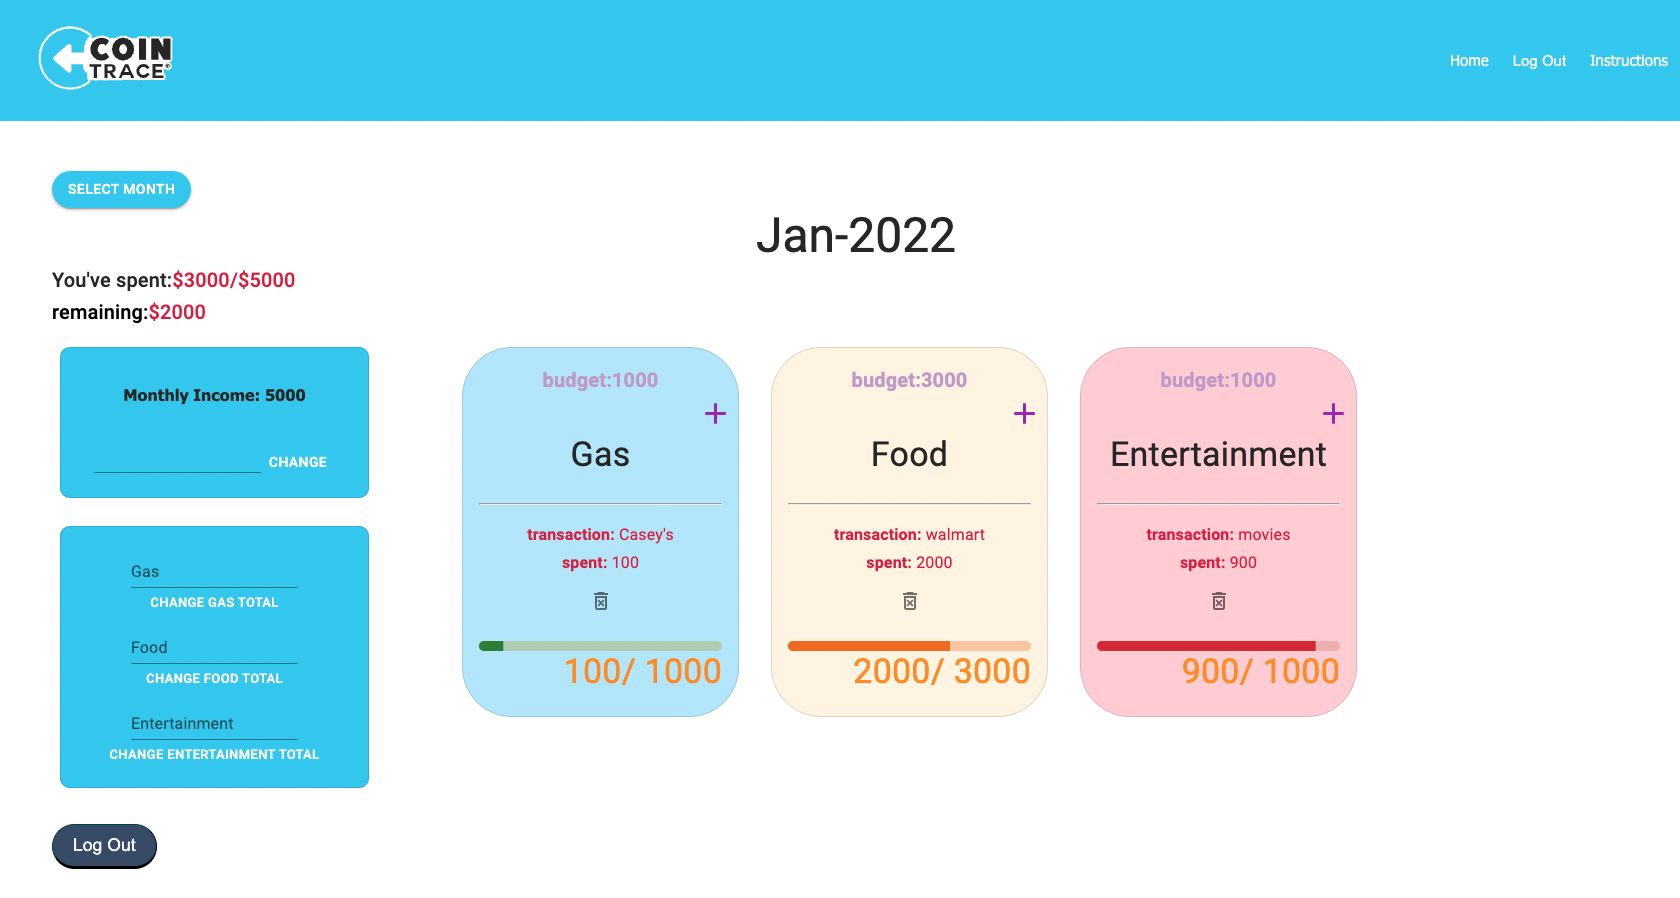 COIN
TRACE
Home Log Out Instructions
SELECT MONTH
Jan-2022
You've spent:$3000/$5000
remaining:$2000
Monthly Income: 5000
CHANGE
Gas
CHANGE GAS TOTAL
Food
CHANGE FOOD TOTAL
Entertainment
CHANGE ENTERTAINMENT TOTAL
Log Out
budget:1000
+
Gas
transaction: Casey's
spent: 100
100/ 1000
budget:3000
+
Food
transaction: walmart
spent: 2000
2000/ 3000
budget:1000
+
Entertainment
transaction: movies
spent: 900
900/ 1000